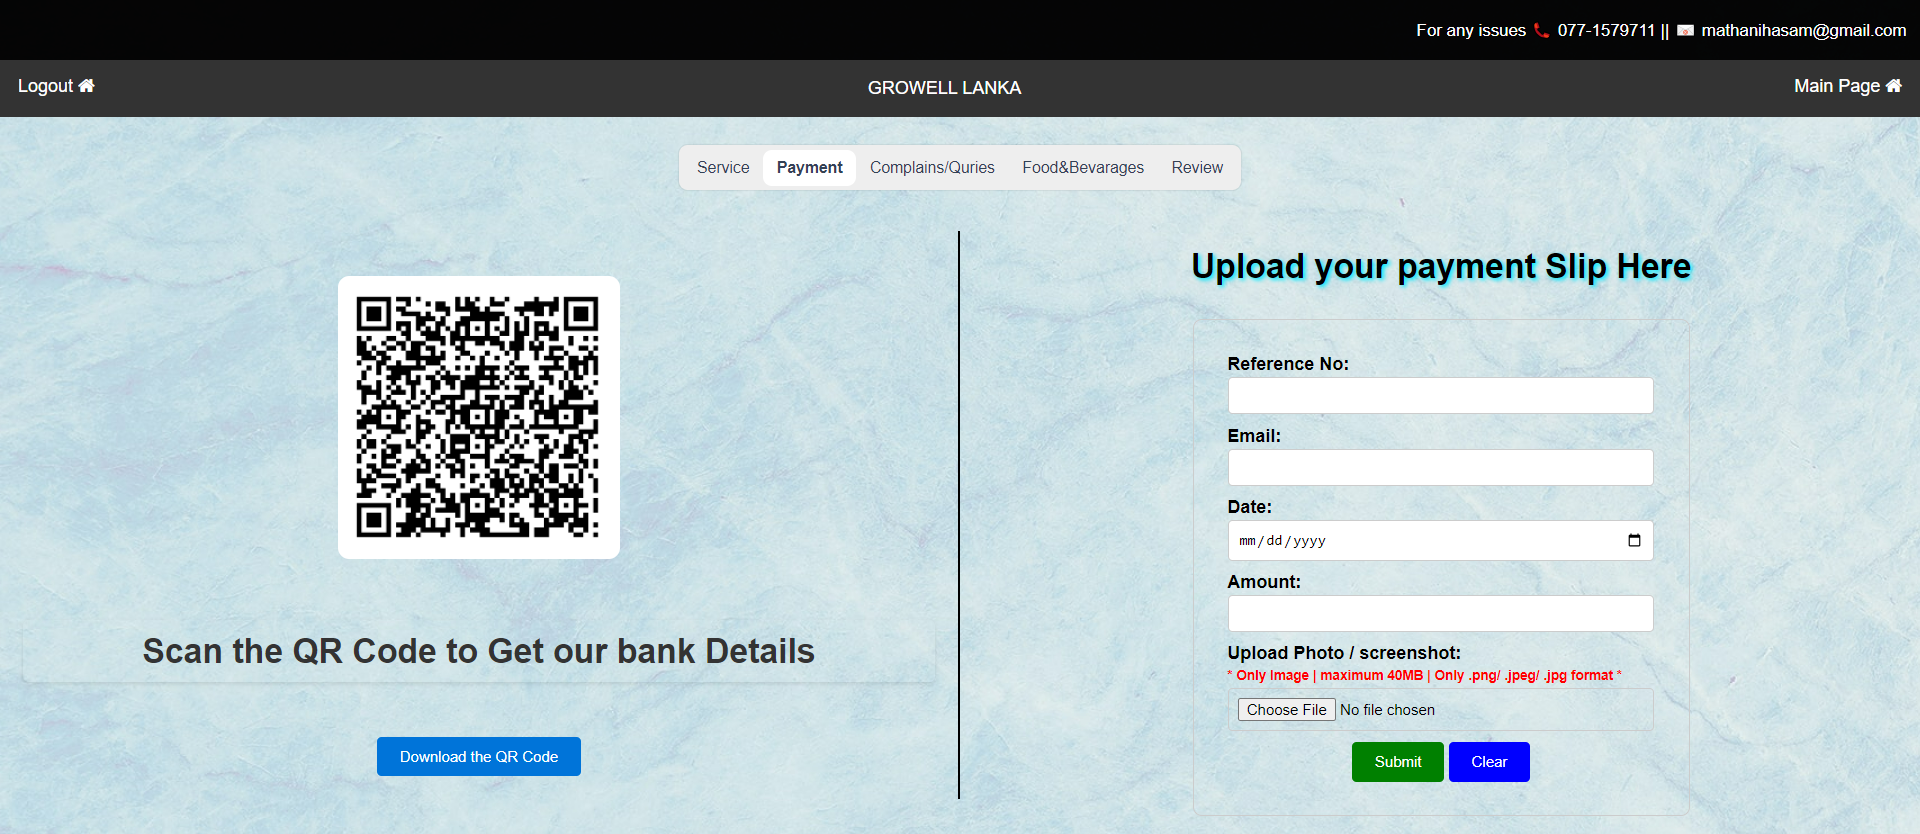 For any issues 077-1579711 || mathanihasam@gmail.com
Logout
GROWELL LANKA
Main Page
Service
Payment
Complains/Quries
Food&Bevarages
Review
Scan the QR Code to Get our bank Details
Download the QR Code
Upload your payment Slip Here
Reference No:
Email:
Date:
mm/dd/yyyy
Amount:
Upload Photo / screenshot:
* Only Image | maximum 40MB | Only .png/ .jpeg/ .jpg format *
Choose File No file chosen
Submit
Clear